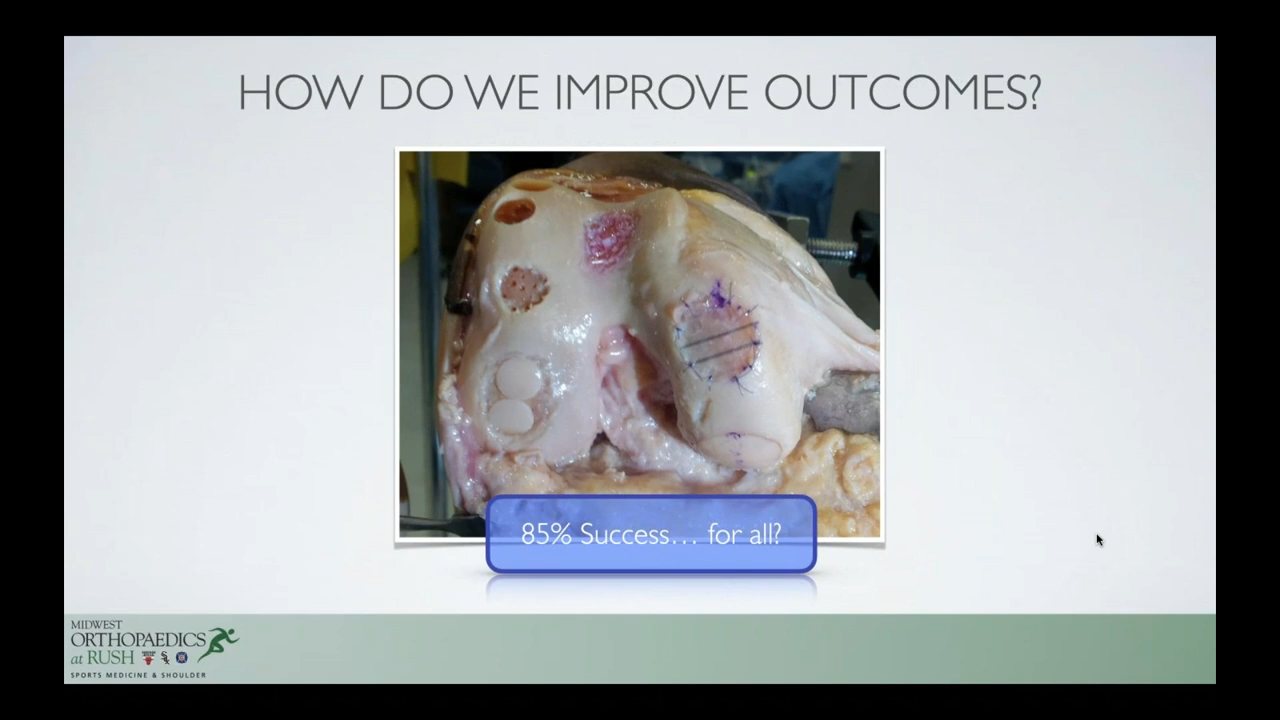 HOW DO WE IMPROVE OUTCOMES?
85% Success... for all?
MIDWEST
ORTHOPAEDICS
at RUSH
SPORTS MEDICINE & SHOULDER